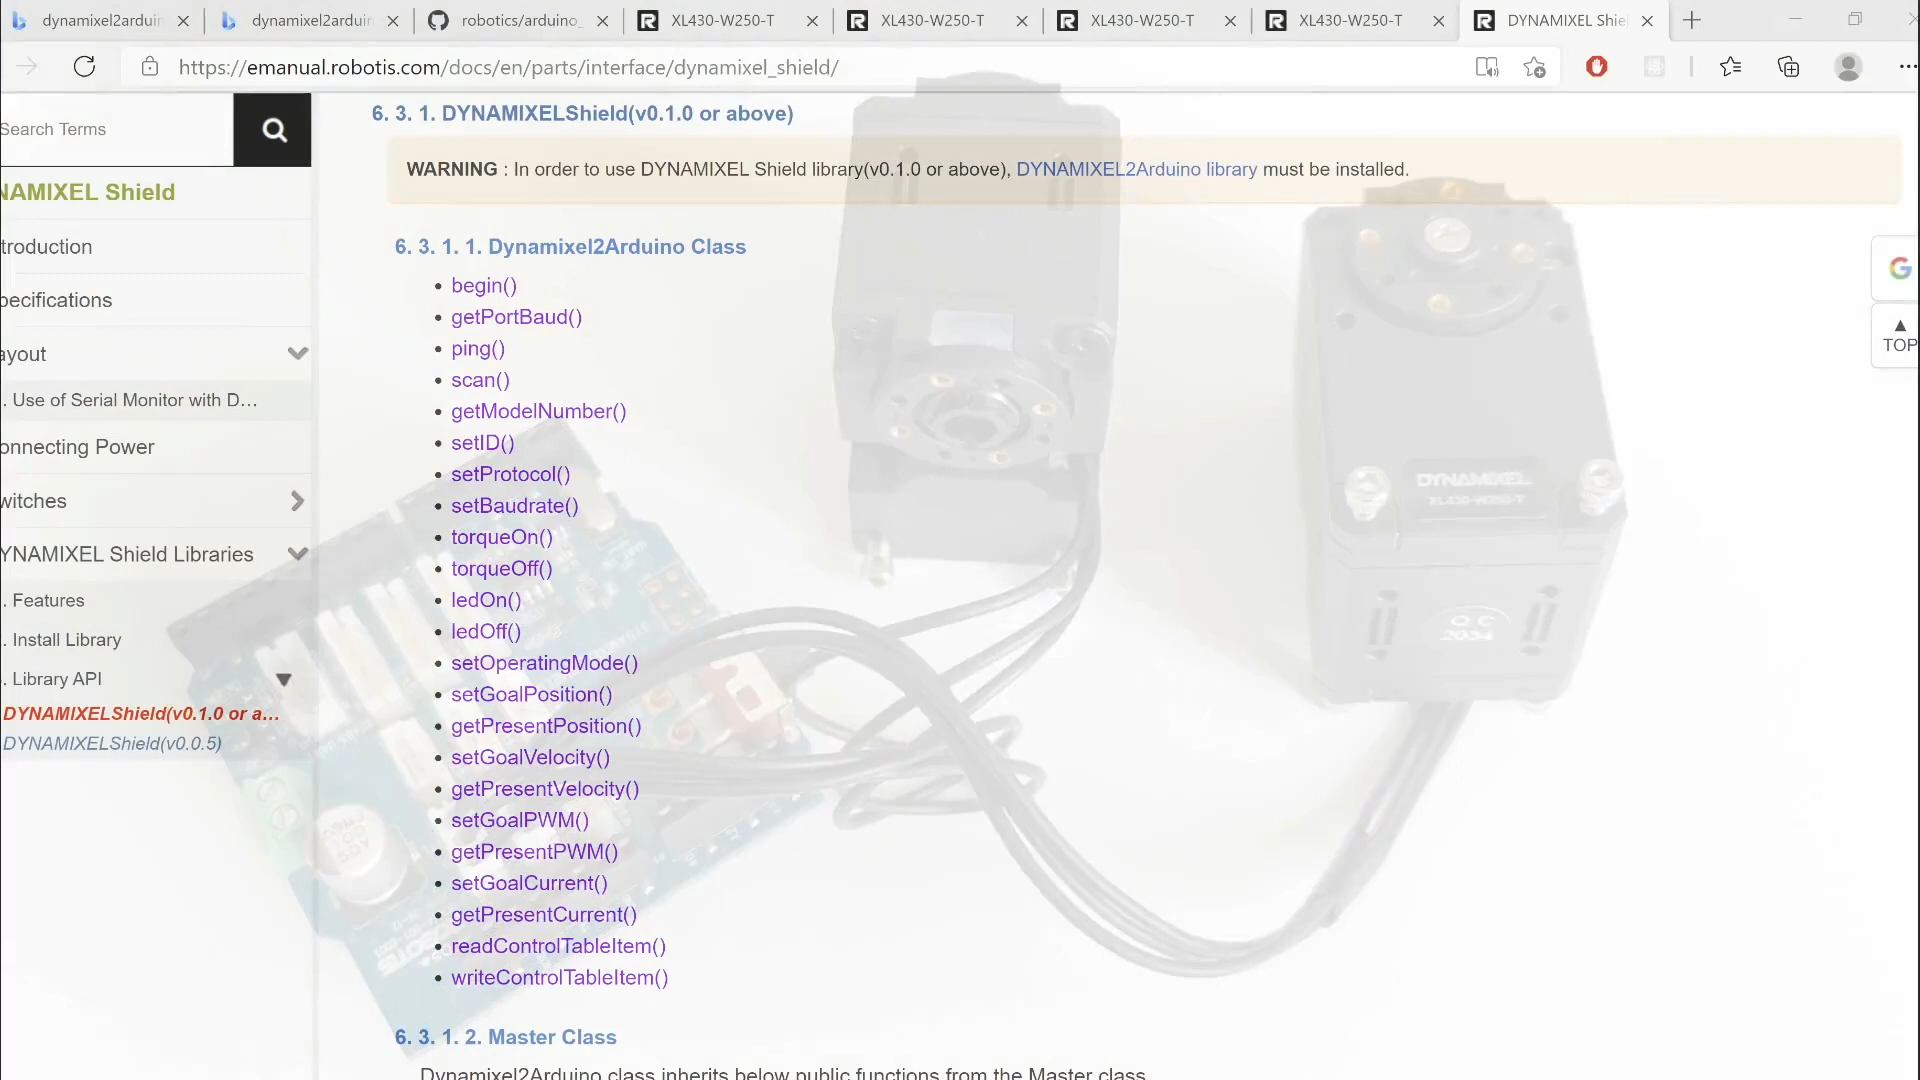 dynamixel2arduin
dynamixel2arduin
robotics/arduino_
XL430-W250-T
XL430-W250-T
XL430-W250-T
XL430-W250-T
DYNAMIXEL Shie
https://emanual.robotis.com/docs/en/parts/interface/dynamixel_shield/
Search Terms
NAMIXEL Shield
troduction
pecifications
ayout
. Use of Serial Monitor with D...
onnecting Power
witches
YNAMIXEL Shield Libraries
. Features
. Install Library
. Library API
DYNAMIXELShield(v0.1.0 or a...
DYNAMIXELShield(v0.0.5)
6. 3. 1. DYNAMIXELShield(v0.1.0 or above)
WARNING : In order to use DYNAMIXEL Shield library(v0.1.0 or above), DYNAMIXEL2Arduino library must be installed.
6. 3. 1. 1. Dynamixel2Arduino Class
• begin()
• getPortBaud()
• ping()
• scan()
• getModelNumber()
• setID()
• setProtocol()
• setBaudrate()
• torqueOn()
• torqueOff()
• ledOn()
• ledOff()
• setOperatingMode()
• setGoalPosition()
• getPresentPosition()
• setGoalVelocity()
• getPresentVelocity()
• setGoalPWM()
• getPresentPWM()
• setGoalCurrent()
• getPresentCurrent()
• readControlTableItem()
• writeControlTableItem()
6. 3. 1. 2. Master Class
Dynamixel2Arduino class inherits below public functions from the Master class
TOP
DYNAMIXEL
XL430-W250-T
QC
2034